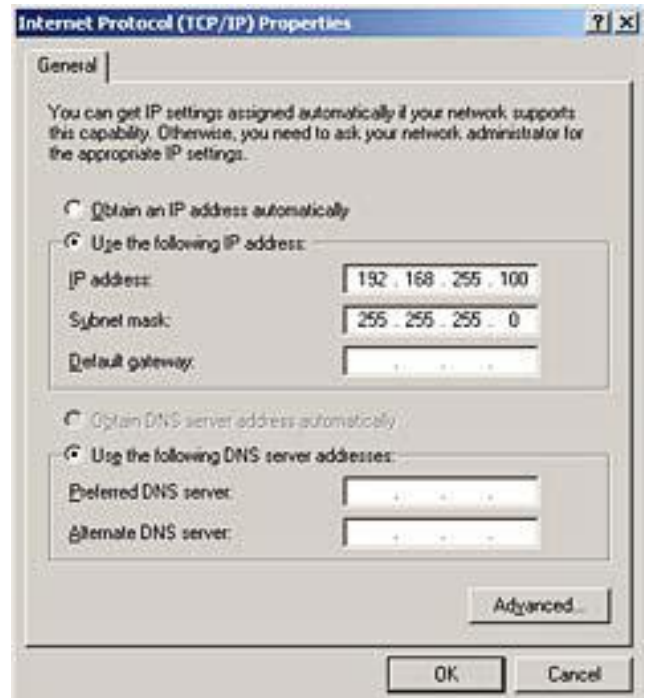 Internet Protocol (TCP/IP) Properties
General
You can get IP settings assigned automatically if your network supports
this capability. Otherwise, you need to ask your network administrator for
the appropriate IP settings.
Obtain an IP address automatically
Use the following IP address:
IP address: 192 . 168 . 255 . 100
Subnet mask: 255 . 255 . 255 . 0
Default gateway: . . .
Obtain DNS server address automatically
Use the following DNS server addresses:
Preferred DNS server: . . .
Alternate DNS server: . . .
Advanced...
OK Cancel